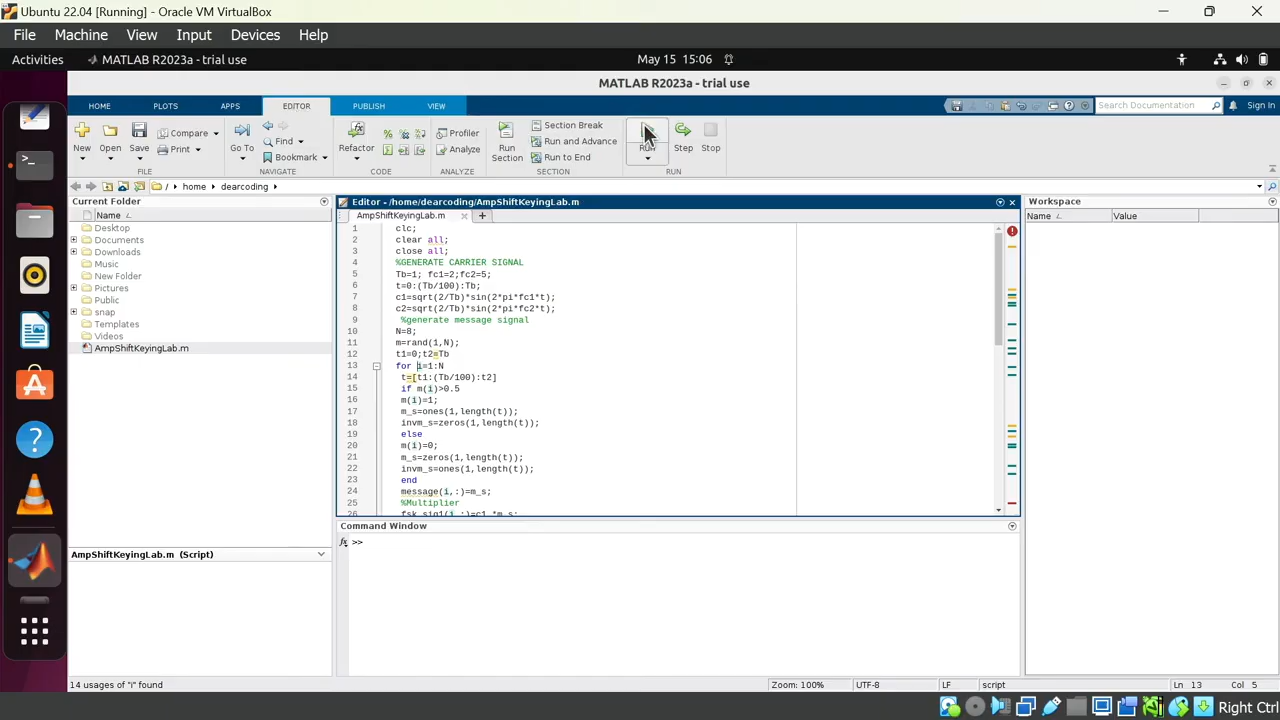 Ubuntu 22.04 [Running] - Oracle VM VirtualBox
File Machine View Input Devices Help
Activities MATLAB R2023a - trial use May 15 15:06
MATLAB R2023a - trial use
HOME PLOTS APPS EDITOR PUBLISH VIEW Search Documentation Sign In
New Open Save Compare Print Go To Find Bookmark Refactor Profiler Analyze Run Section Section Break Run and Advance Run to End RUN Step Stop
FILE NAVIGATE CODE ANALYZE SECTION RUN
/ home dearcoding
Current Folder
Name
Desktop
Documents
Downloads
Music
New Folder
Pictures
Public
snap
Templates
Videos
AmpShiftKeyingLab.m
AmpShiftKeyingLab.m (Script)
Editor - /home/dearcoding/AmpShiftKeyingLab.m
AmpShiftKeyingLab.m
1 clc;
2 clear all;
3 close all;
4 %GENERATE CARRIER SIGNAL
5 Tb=1; fc1=2;fc2=5;
6 t=0:(Tb/100):Tb;
7 c1=sqrt(2/Tb)*sin(2*pi*fc1*t);
8 c2=sqrt(2/Tb)*sin(2*pi*fc2*t);
9 %generate message signal
10 N=8;
11 m=rand(1,N);
12 t1=0;t2=Tb
13 for i=1:N
14 t=[t1:(Tb/100):t2]
15 if m(i)>0.5
16 m(i)=1;
17 m_s=ones(1,length(t));
18 invm_s=zeros(1,length(t));
19 else
20 m(i)=0;
21 m_s=zeros(1,length(t));
22 invm_s=ones(1,length(t));
23 end
24 message(i,:)=m_s;
25 %Multiplier
26 fsk_sig1(i,:)=c1.*m_s;
Command Window
fx >>
Workspace
Name Value
14 usages of "i" found Zoom: 100% UTF-8 LF script Ln 13 Col 5
Right Ctrl